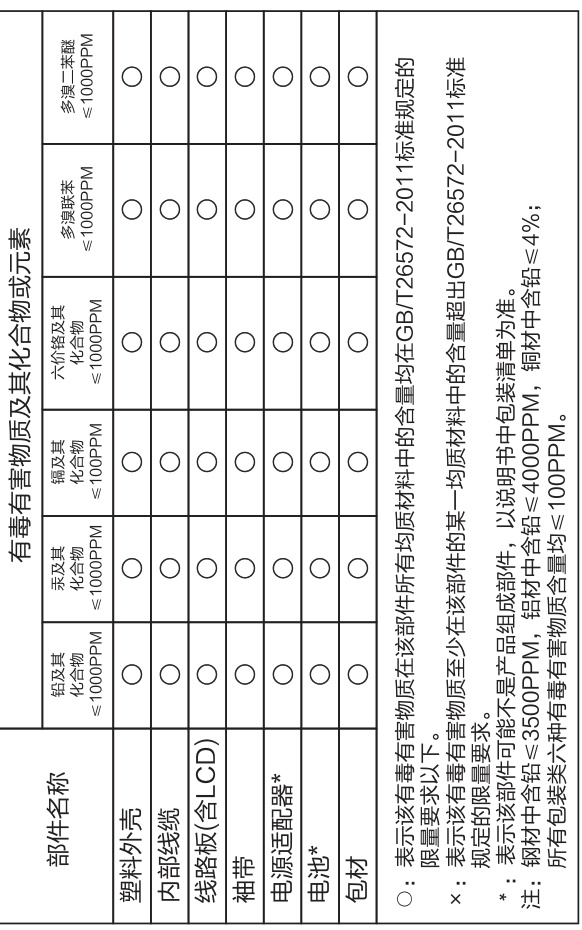 部件名称
有毒有害物质及其化合物或元素
铅及其
化合物
≤1000PPM
汞及其
化合物
≤1000PPM
镉及其
化合物
≤100PPM
六价铬及其
化合物
≤1000PPM
多溴联苯
≤1000PPM
多溴二苯醚
≤1000PPM
塑料外壳 ○ ○ ○ ○ ○ ○
内部线缆 ○ ○ ○ ○ ○ ○
线路板(含LCD) ○ ○ ○ ○ ○ ○
袖带 ○ ○ ○ ○ ○ ○
电源适配器* ○ ○ ○ ○ ○ ○
电池* ○ ○ ○ ○ ○ ○
包材 ○ ○ ○ ○ ○ ○
○：表示该有毒有害物质在该部件所有均质材料中的含量均在GB/T26572-2011标准规定的
限量要求以下。
×：表示该有毒有害物质至少在该部件的某一均质材料中的含量超出GB/T26572-2011标准
规定的限量要求。
*：表示该部件可能不是产品组成部件，以说明书中包装清单为准。
注：钢材中含铅≤3500PPM，铝材中含铅≤4000PPM，铜材中含铅≤4%；
所有包装类六种有毒有害物质含量均≤100PPM。